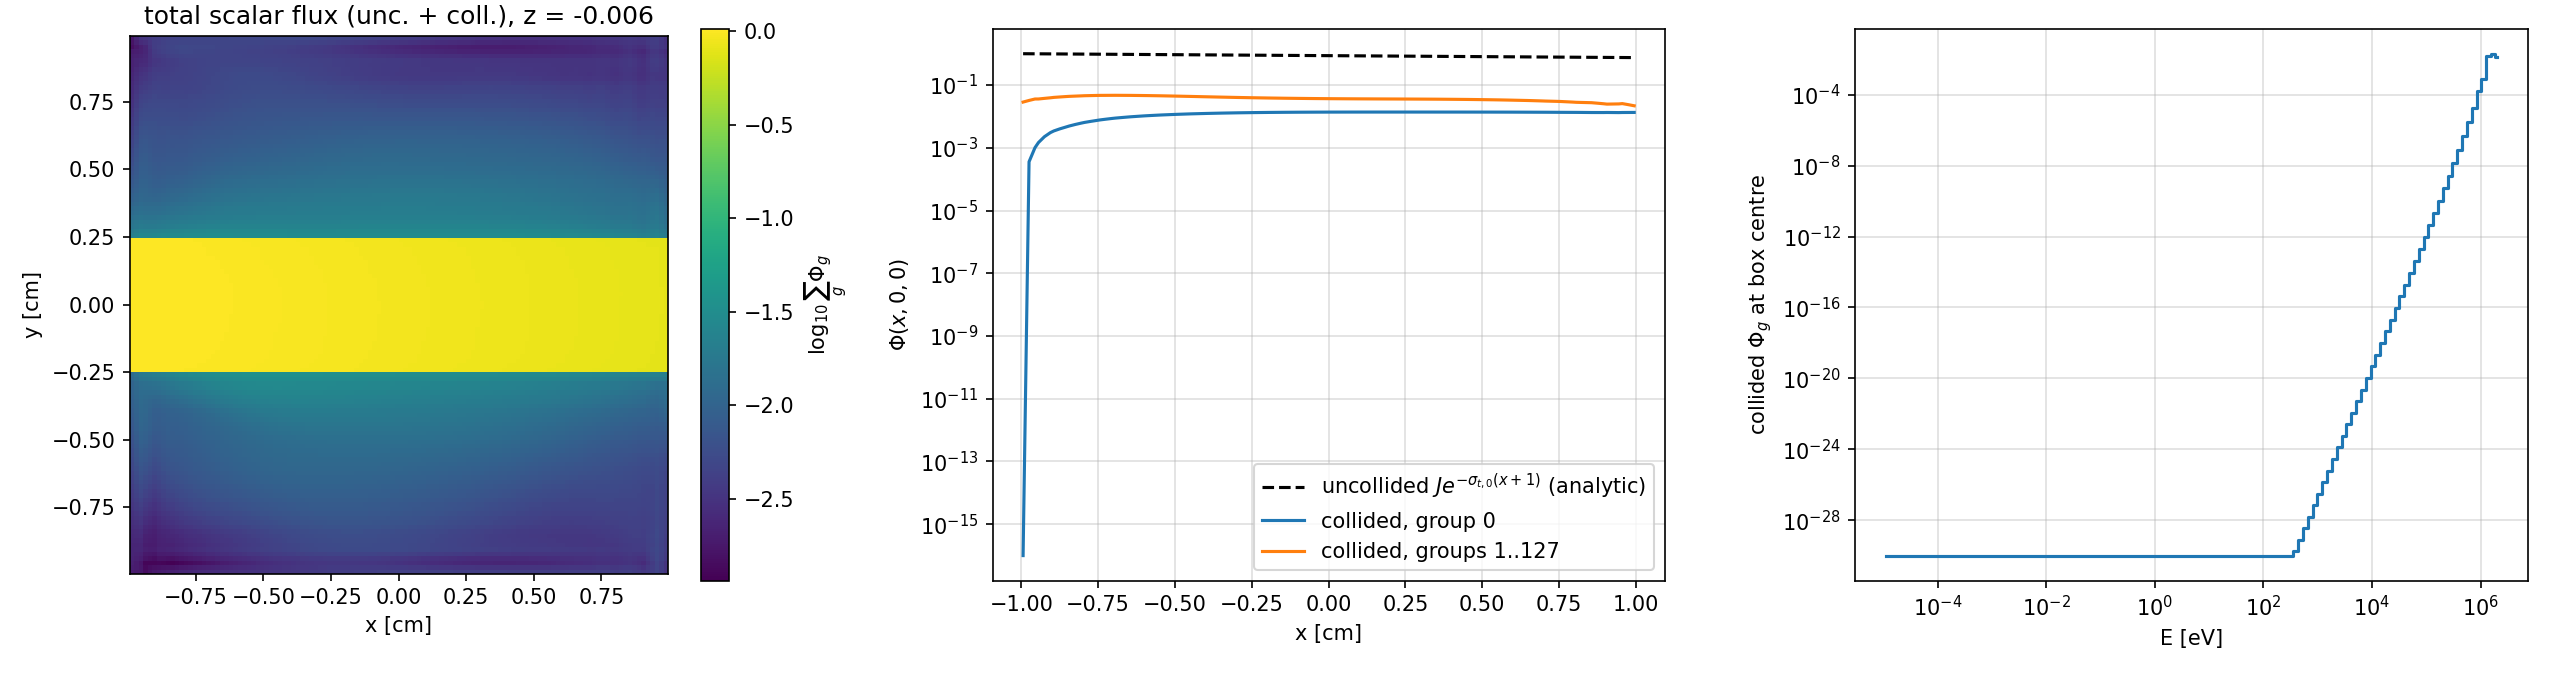 total scalar flux (unc. + coll.), z = -0.006
y [cm]
0.75
0.50
0.25
0.00
−0.25
−0.50
−0.75
−0.75 −0.50 −0.25 0.00 0.25 0.50 0.75
x [cm]
0.0
−0.5
−1.0
−1.5
−2.0
−2.5
log₁₀ ∑_g Φ_g
Φ(x, 0, 0)
10⁻¹
10⁻³
10⁻⁵
10⁻⁷
10⁻⁹
10⁻¹¹
10⁻¹³
10⁻¹⁵
uncollided Je^{−σ_{t,0}(x+1)} (analytic)
collided, group 0
collided, groups 1..127
−1.00 −0.75 −0.50 −0.25 0.00 0.25 0.50 0.75 1.00
x [cm]
collided Φ_g at box centre
10⁻⁴
10⁻⁸
10⁻¹²
10⁻¹⁶
10⁻²⁰
10⁻²⁴
10⁻²⁸
10⁻⁴ 10⁻² 10⁰ 10² 10⁴ 10⁶
E [eV]